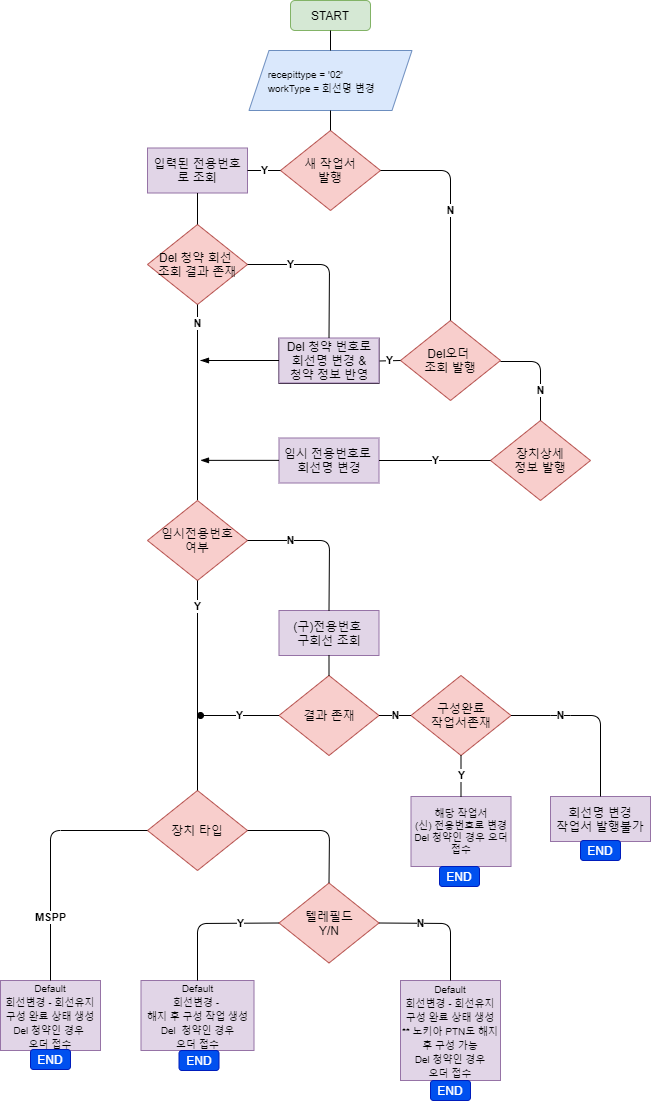 START
recepittype = '02'
workType = 회선명 변경
새 작업서
발행
Y
입력된 전용번호
로 조회
N
Del 청약 회선
조회 결과 존재
Y
N
Del오더
조회 발행
Y
Del 청약 번호로
회선명 변경 &
청약 정보 반영
N
장치상세
정보 발행
Y
임시 전용번호로
회선명 변경
임시전용번호
여부
N
Y
(구)전용번호
구회선 조회
결과 존재
Y
N
구성완료
작업서존재
N
Y
해당 작업서
(신) 전용번호로 변경
Del 청약인 경우 오더
접수
END
회선명 변경
작업서 발행불가
END
장치 타입
MSPP
텔레필드
Y/N
Y
N
Default
회선변경 - 회선유지
구성 완료 상태 생성
Del 청약인 경우
오더 접수
END
Default
회선변경 -
해지 후 구성 작업 생성
Del 청약인 경우
오더 접수
END
Default
회선변경 - 회선유지
구성 완료 상태 생성
** 노키아 PTN도 해지
후 구성 가능
Del 청약인 경우
오더 접수
END